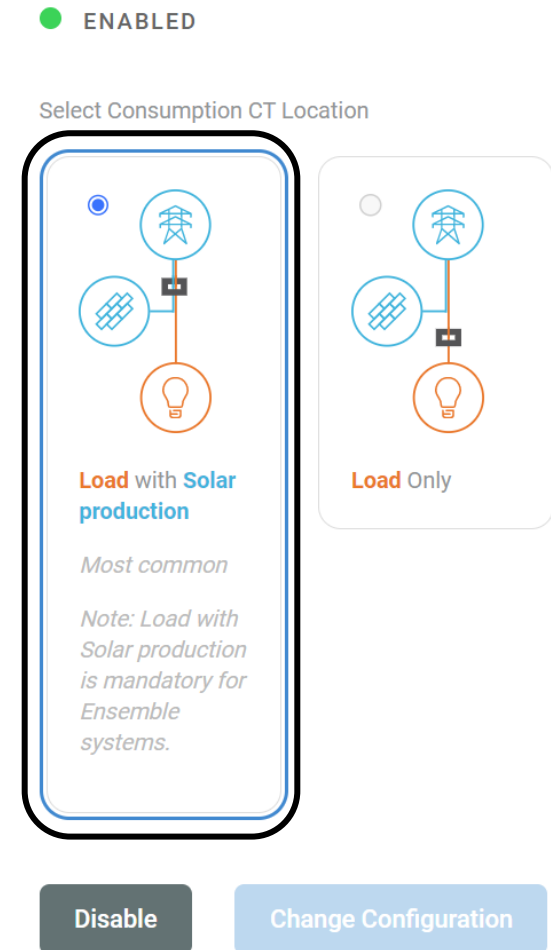 ENABLED
Select Consumption CT Location
Load with Solar
production
Most common
Note: Load with
Solar production
is mandatory for
Ensemble
systems.
Load Only
Disable
Change Configuration